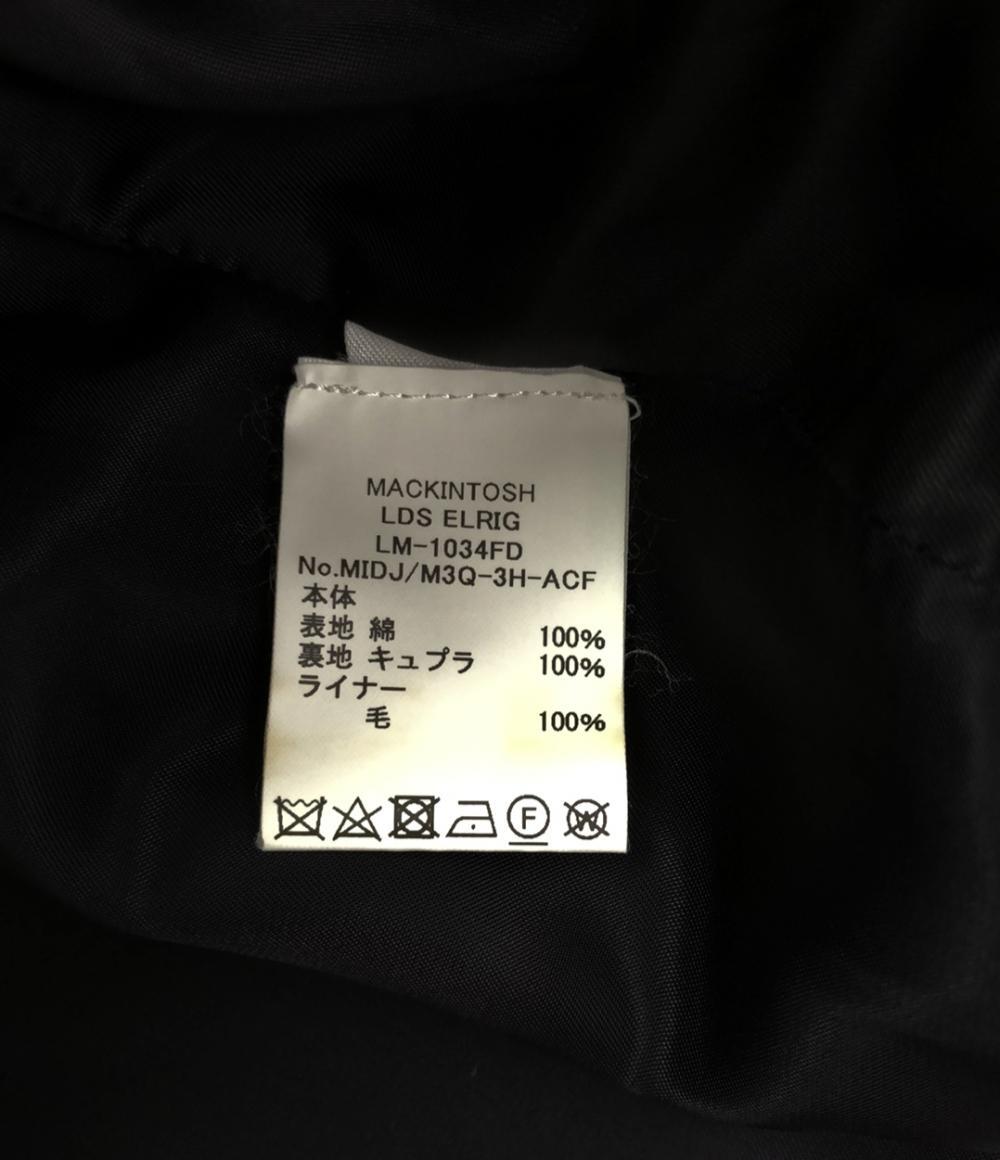 MACKINTOSH
LDS ELRIG
LM-1034FD
No.MIDJ/M3Q-3H-ACF
本体
表地 綿 100%
裏地 キュプラ 100%
ライナー
毛 100%
F
W